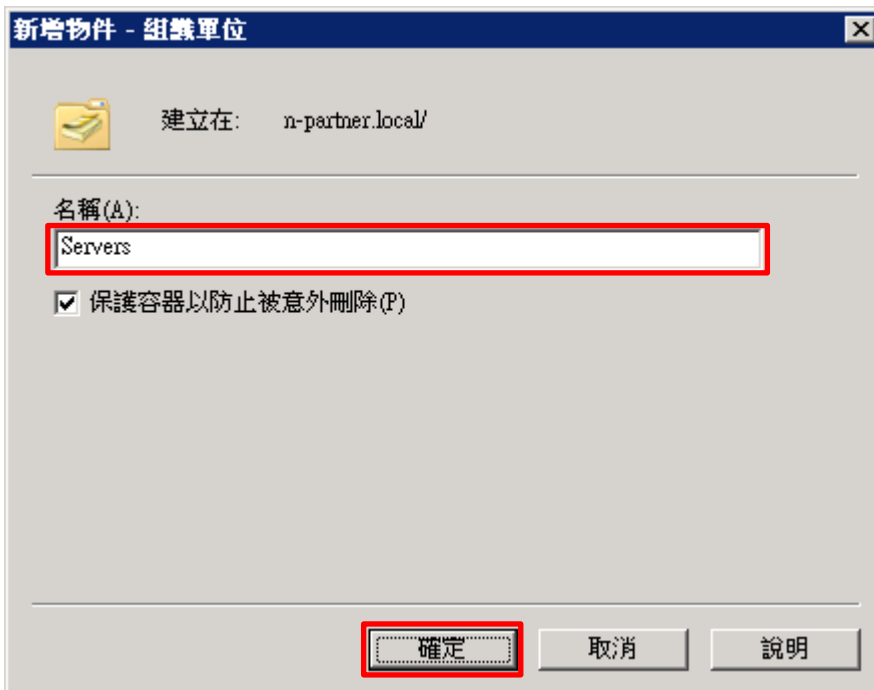 新增物件 - 組織單位
建立在: n-partner.local/
名稱(A):
Servers
保護容器以防止被意外刪除(P)
確定 取消 說明